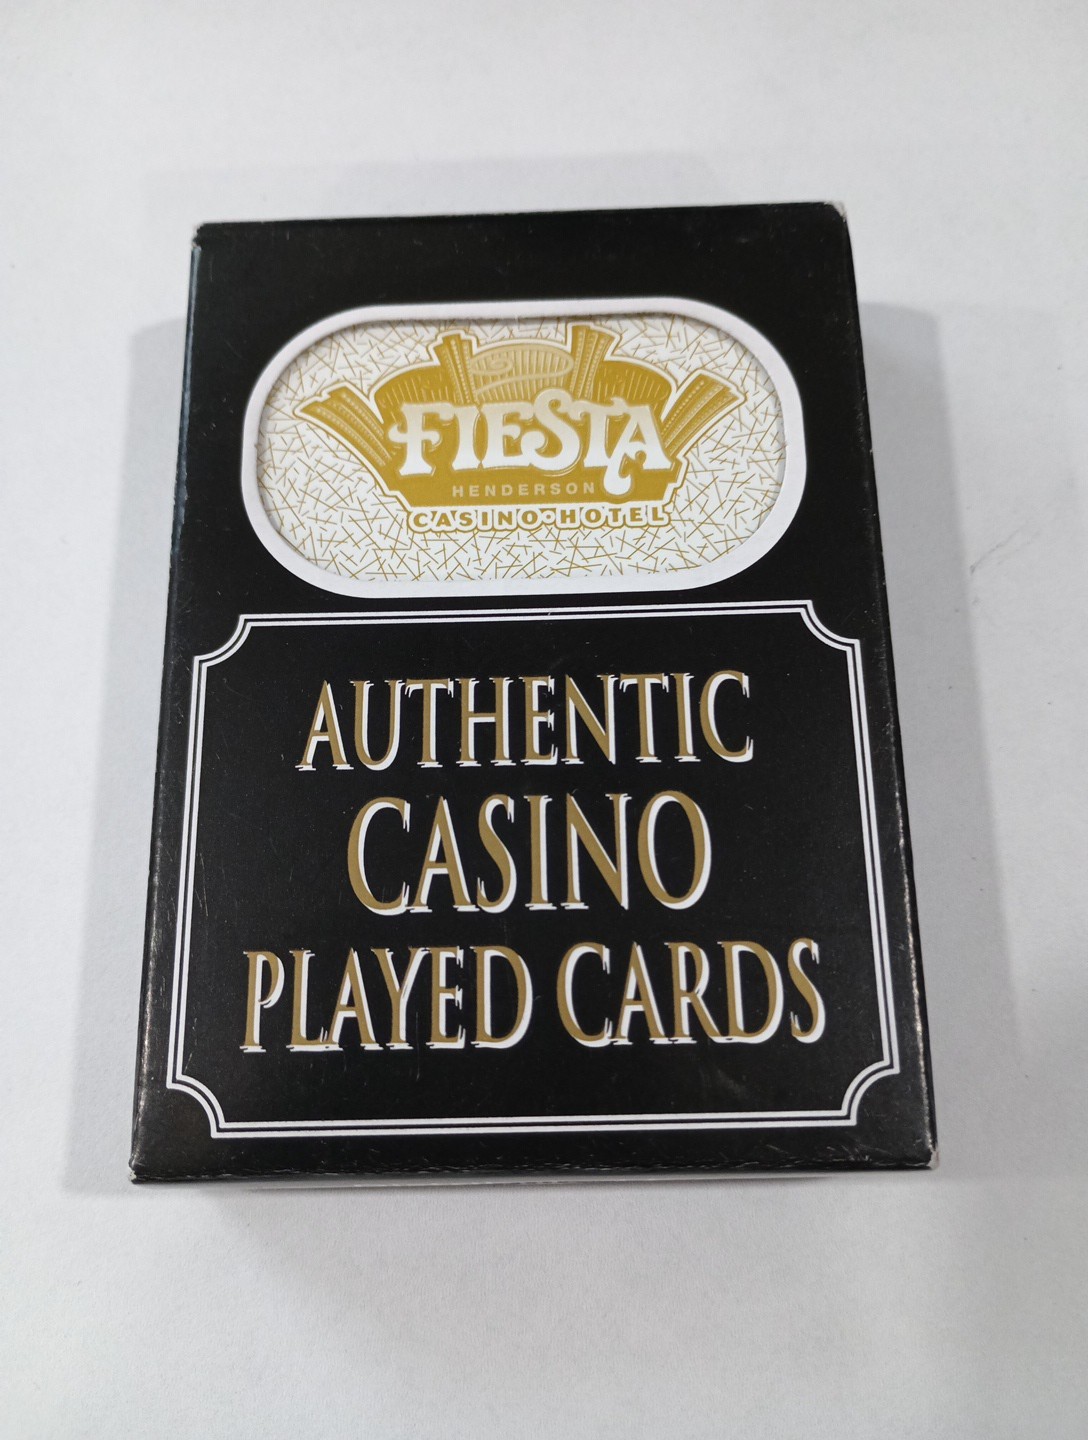 FIESTA
HENDERSON
CASINO•HOTEL
AUTHENTIC
CASINO
PLAYED CARDS